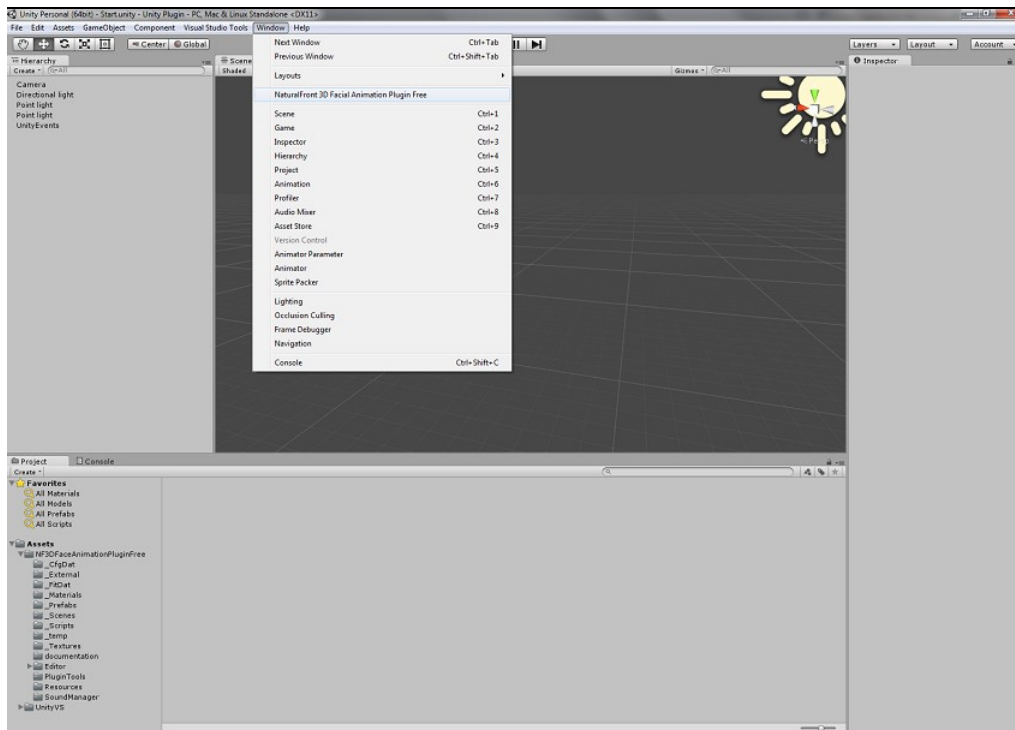 Unity Personal (64bit) - Start.unity - Unity Plugin - PC, Mac & Linux Standalone <DX11>
File Edit Assets GameObject Component Visual Studio Tools Window Help
Center Global
Layers Layout Account
Hierarchy
Create
All
Camera
Directional light
Point light
Point light
UnityEvents
Scene
Shaded
Gizmos
All
Persp
Next Window Ctrl+Tab
Previous Window Ctrl+Shift+Tab
Layouts
NaturalFront 3D Facial Animation Plugin Free
Scene Ctrl+1
Game Ctrl+2
Inspector Ctrl+3
Hierarchy Ctrl+4
Project Ctrl+5
Animation Ctrl+6
Profiler Ctrl+7
Audio Mixer Ctrl+8
Asset Store Ctrl+9
Version Control
Animator Parameter
Animator
Sprite Packer
Lighting
Occlusion Culling
Frame Debugger
Navigation
Console Ctrl+Shift+C
Inspector
Project Console
Create
Favorites
All Materials
All Models
All Prefabs
All Scripts
Assets
NF3DFaceAnimationPluginFree
_CfgDat
_External
_FitDat
_Materials
_Prefabs
_Scenes
_Scripts
_temp
_Textures
documentation
Editor
PluginTools
Resources
SoundManager
UnityVS